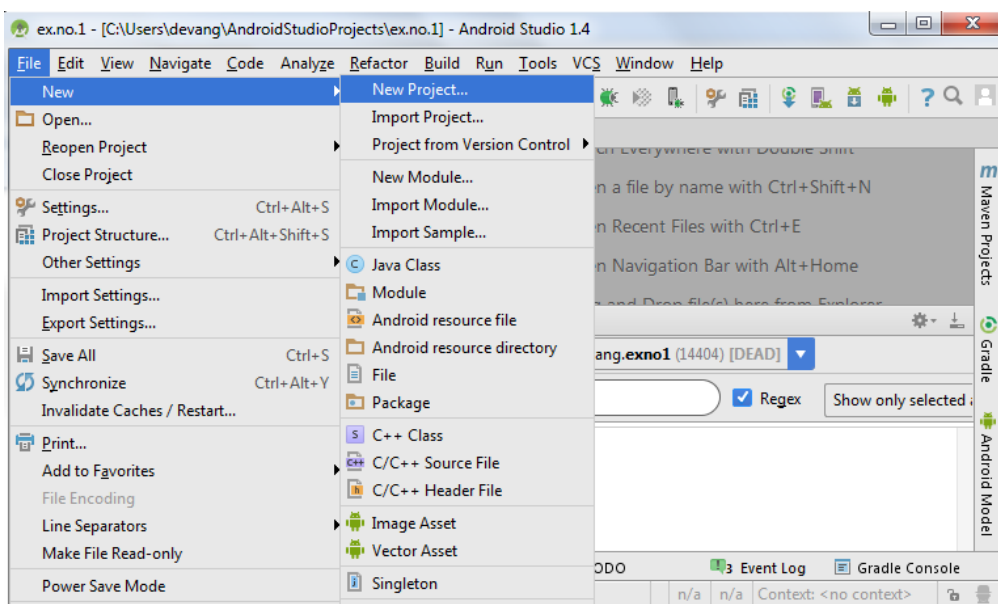 ex.no.1 - [C:\Users\devang\AndroidStudioProjects\ex.no.1] - Android Studio 1.4
File Edit View Navigate Code Analyze Refactor Build Run Tools VCS Window Help
New
Open...
Reopen Project
Close Project
Settings... Ctrl+Alt+S
Project Structure... Ctrl+Alt+Shift+S
Other Settings
Import Settings...
Export Settings...
Save All Ctrl+S
Synchronize Ctrl+Alt+Y
Invalidate Caches / Restart...
Print...
Add to Favorites
File Encoding
Line Separators
Make File Read-only
Power Save Mode
New Project...
Import Project...
Project from Version Control
New Module...
Import Module...
Import Sample...
Java Class
Module
Android resource file
Android resource directory
File
Package
C++ Class
C/C++ Source File
C/C++ Header File
Image Asset
Vector Asset
Singleton
Everywhere with Double Shift
a file by name with Ctrl+Shift+N
Recent Files with Ctrl+E
Navigation Bar with Alt+Home
and Drop file(s) here from Explorer
ang.exno1 (14404) [DEAD]
Regex Show only selected
ODO 3 Event Log Gradle Console
n/a n/a Context: <no context>
Maven Projects
Gradle
Android Model